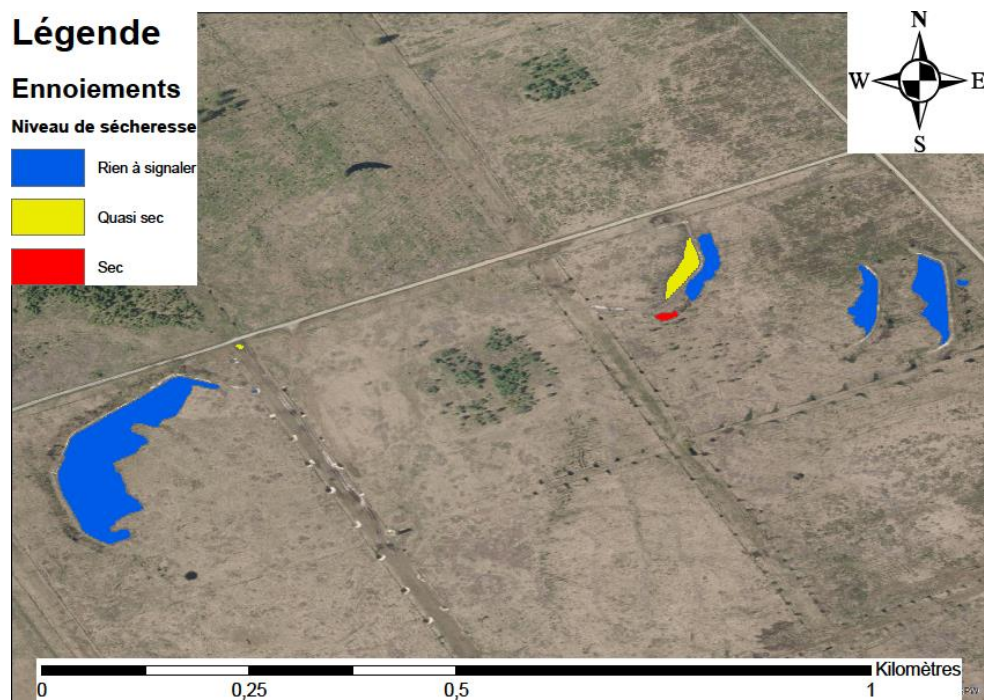 Légende
Ennoiements
Niveau de sécheresse
Rien à signaler
Quasi sec
Sec
N
W E
S
Kilomètres
0 0,25 0,5 1